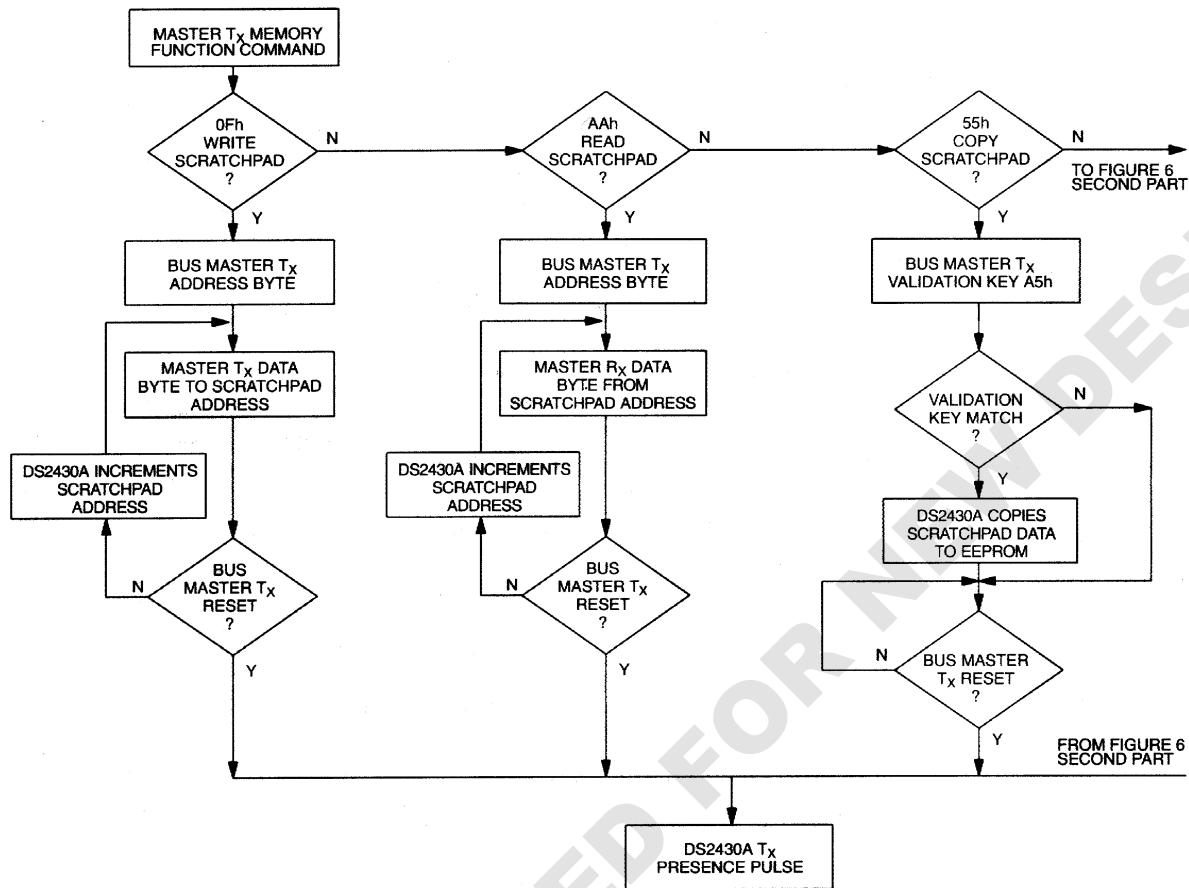 MASTER TX MEMORY
FUNCTION COMMAND
0Fh
WRITE
SCRATCHPAD
?
N
Y
AAh
READ
SCRATCHPAD
?
N
Y
55h
COPY
SCRATCHPAD
?
N
Y
TO FIGURE 6
SECOND PART
BUS MASTER TX
ADDRESS BYTE
BUS MASTER TX
ADDRESS BYTE
BUS MASTER TX
VALIDATION KEY A5h
MASTER TX DATA
BYTE TO SCRATCHPAD
ADDRESS
MASTER RX DATA
BYTE FROM
SCRATCHPAD ADDRESS
VALIDATION
KEY MATCH
?
N
Y
DS2430A INCREMENTS
SCRATCHPAD
ADDRESS
DS2430A INCREMENTS
SCRATCHPAD
ADDRESS
DS2430A COPIES
SCRATCHPAD DATA
TO EEPROM
BUS
MASTER TX
RESET
?
N
Y
BUS
MASTER TX
RESET
?
N
Y
BUS MASTER
TX RESET
?
N
Y
FROM FIGURE 6
SECOND PART
DS2430A TX
PRESENCE PULSE
FOR NEW